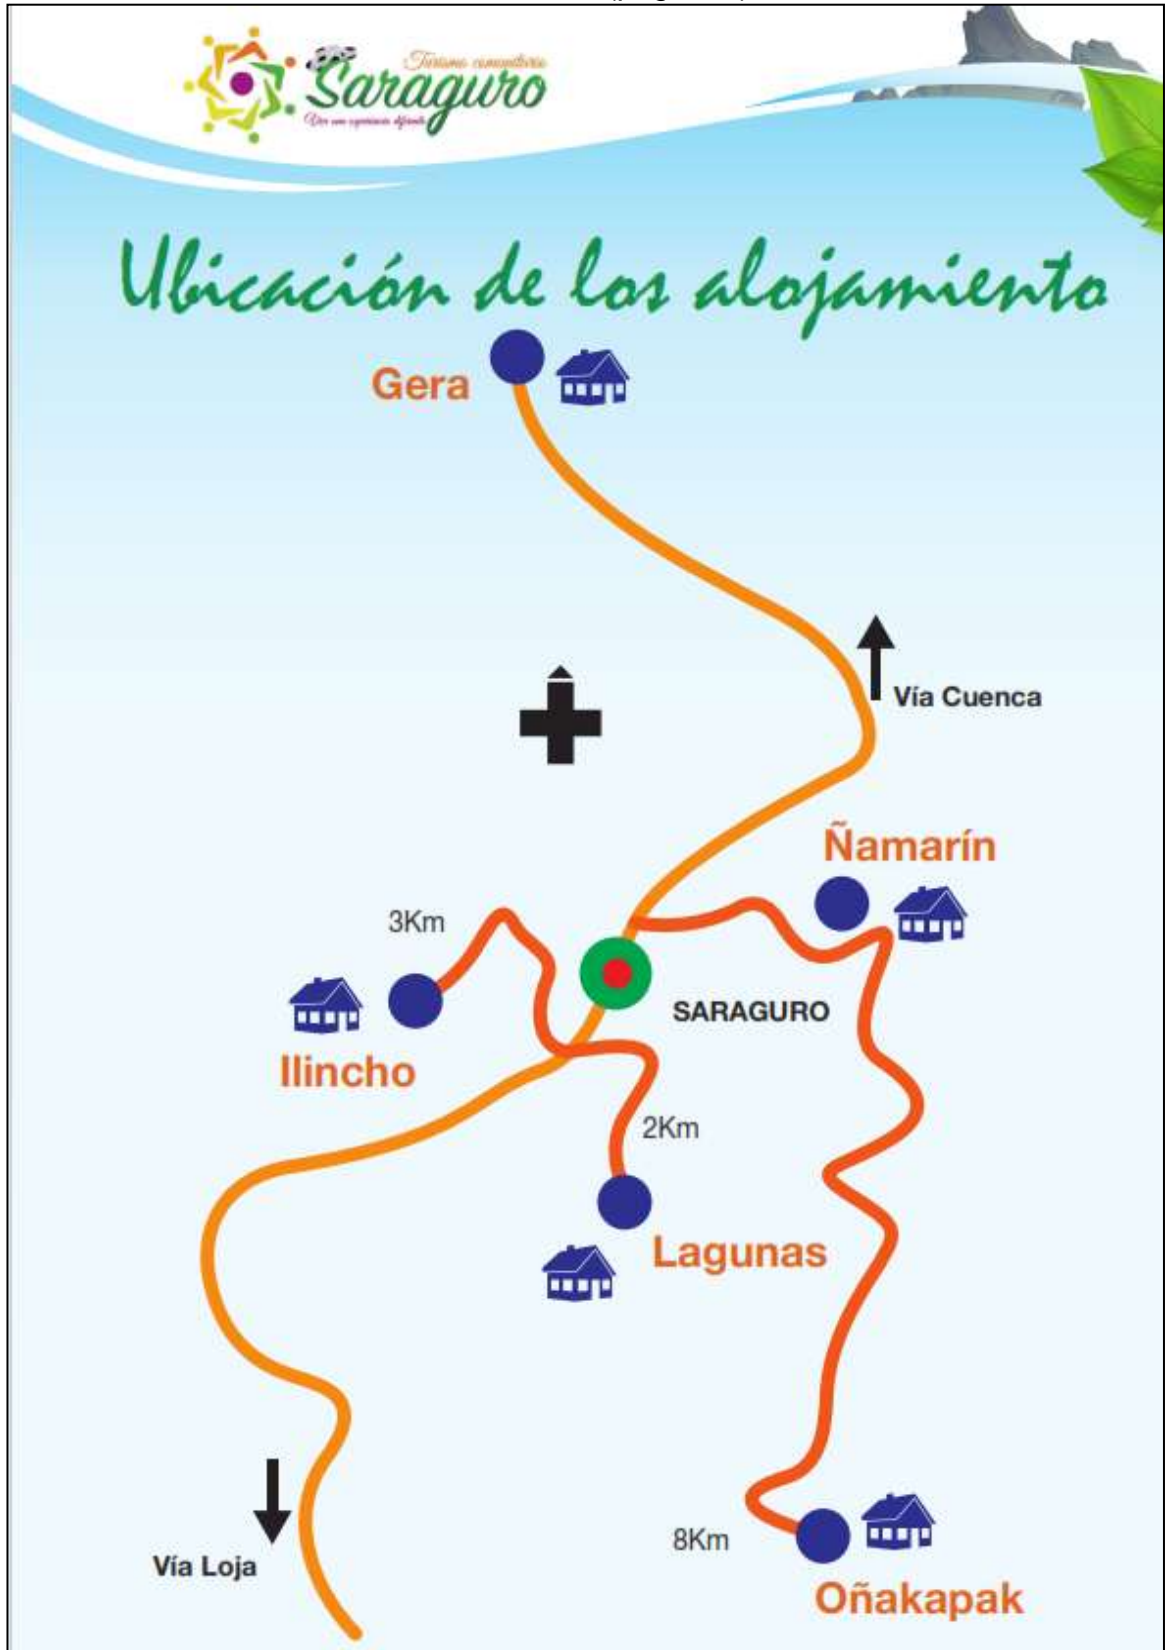 Turismo comunitario
Saraguro
Ubicación de los alojamiento
Gera
Vía Cuenca
Ñamarín
3Km
SARAGURO
Ilincho
2Km
Lagunas
Vía Loja
8Km
Oñakapak